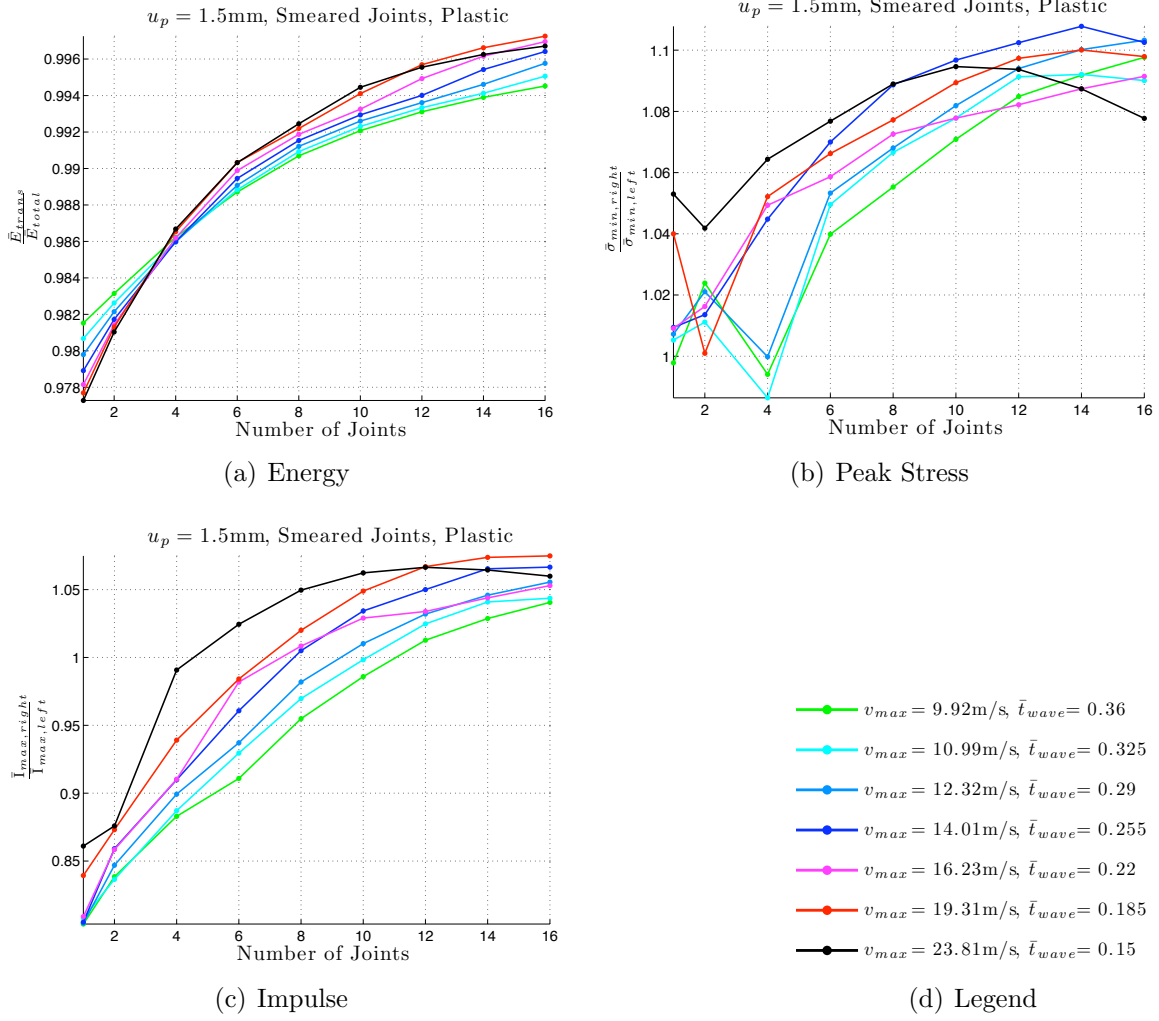 u_p = 1.5mm, Smeared Joints, Plastic
0.996
0.994
0.992
0.99
0.988
0.986
0.984
0.982
0.98
0.978
Ē_trans
Ē_total
2 4 6 8 10 12 14 16
Number of Joints
(a) Energy
u_p = 1.5mm, Smeared Joints, Plastic
1.1
1.08
1.06
1.04
1.02
1
σ̄_min,right
σ̄_min,left
2 4 6 8 10 12 14 16
Number of Joints
(b) Peak Stress
u_p = 1.5mm, Smeared Joints, Plastic
1.05
1
0.95
0.9
0.85
Ī_max,right
Ī_max,left
2 4 6 8 10 12 14 16
Number of Joints
(c) Impulse
v_max = 9.92m/s, t̄_wave = 0.36
v_max = 10.99m/s, t̄_wave = 0.325
v_max = 12.32m/s, t̄_wave = 0.29
v_max = 14.01m/s, t̄_wave = 0.255
v_max = 16.23m/s, t̄_wave = 0.22
v_max = 19.31m/s, t̄_wave = 0.185
v_max = 23.81m/s, t̄_wave = 0.15
(d) Legend